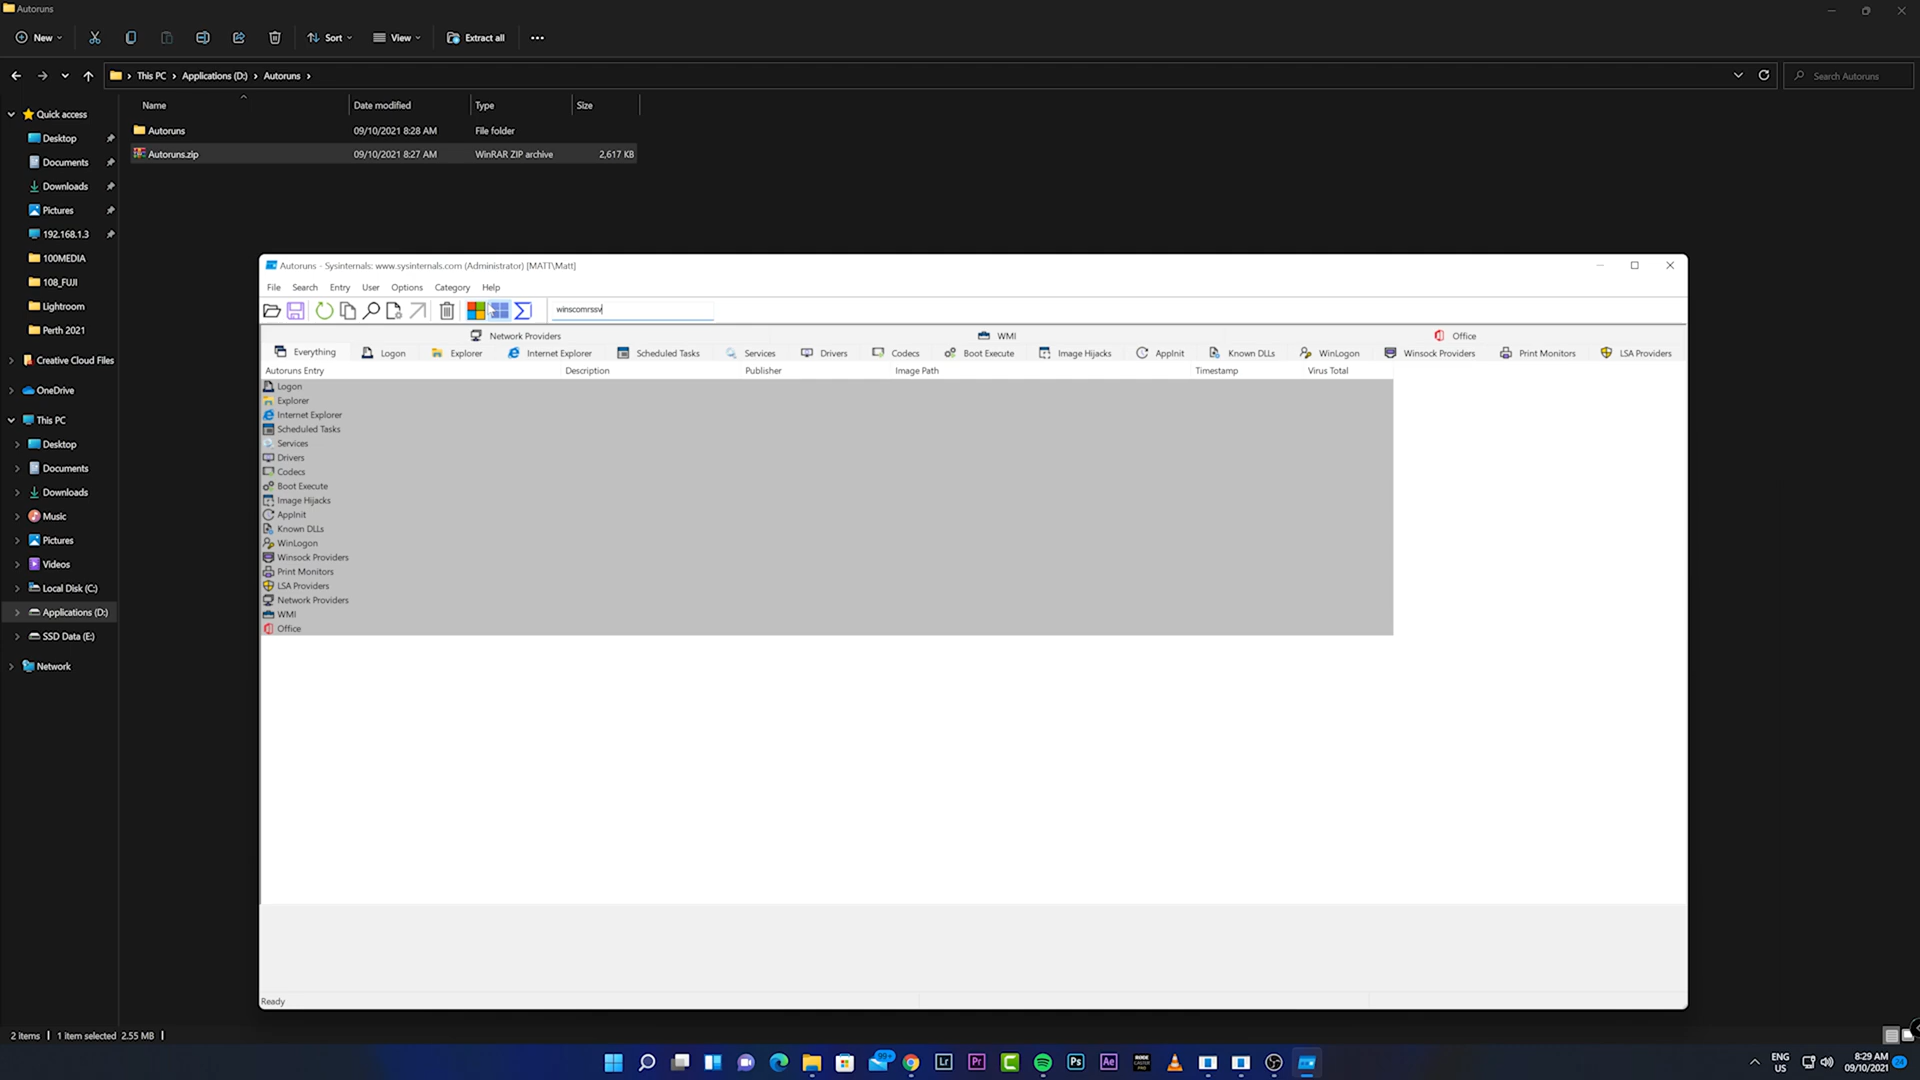 Autoruns
New
Sort
View
Extract all
This PC
Applications (D:)
Autoruns
Search Autoruns
Name
Date modified
Type
Size
Autoruns
09/10/2021 8:28 AM
File folder
Autoruns.zip
09/10/2021 8:27 AM
WinRAR ZIP archive
2,617 KB
Quick access
Desktop
Documents
Downloads
Pictures
192.168.1.3
100MEDIA
108_FUJI
Lightroom
Perth 2021
Creative Cloud Files
OneDrive
This PC
Desktop
Documents
Downloads
Music
Pictures
Videos
Local Disk (C:)
Applications (D:)
SSD Data (E:)
Network
Autoruns - Sysinternals: www.sysinternals.com (Administrator) [MATT\Matt]
File Search Entry User Options Category Help
winscomrssv
Network Providers WMI Office
Everything Logon Explorer Internet Explorer Scheduled Tasks Services Drivers Codecs Boot Execute Image Hijacks AppInit Known DLLs WinLogon Winsock Providers Print Monitors LSA Providers
Autoruns Entry Description Publisher Image Path Timestamp Virus Total
Logon
Explorer
Internet Explorer
Scheduled Tasks
Services
Drivers
Codecs
Boot Execute
Image Hijacks
AppInit
Known DLLs
WinLogon
Winsock Providers
Print Monitors
LSA Providers
Network Providers
WMI
Office
Ready
2 items
1 item selected 2.55 MB
99+
Lr
Pr
Ps
Ae
ENG
US
8:29 AM
09/10/2021
24